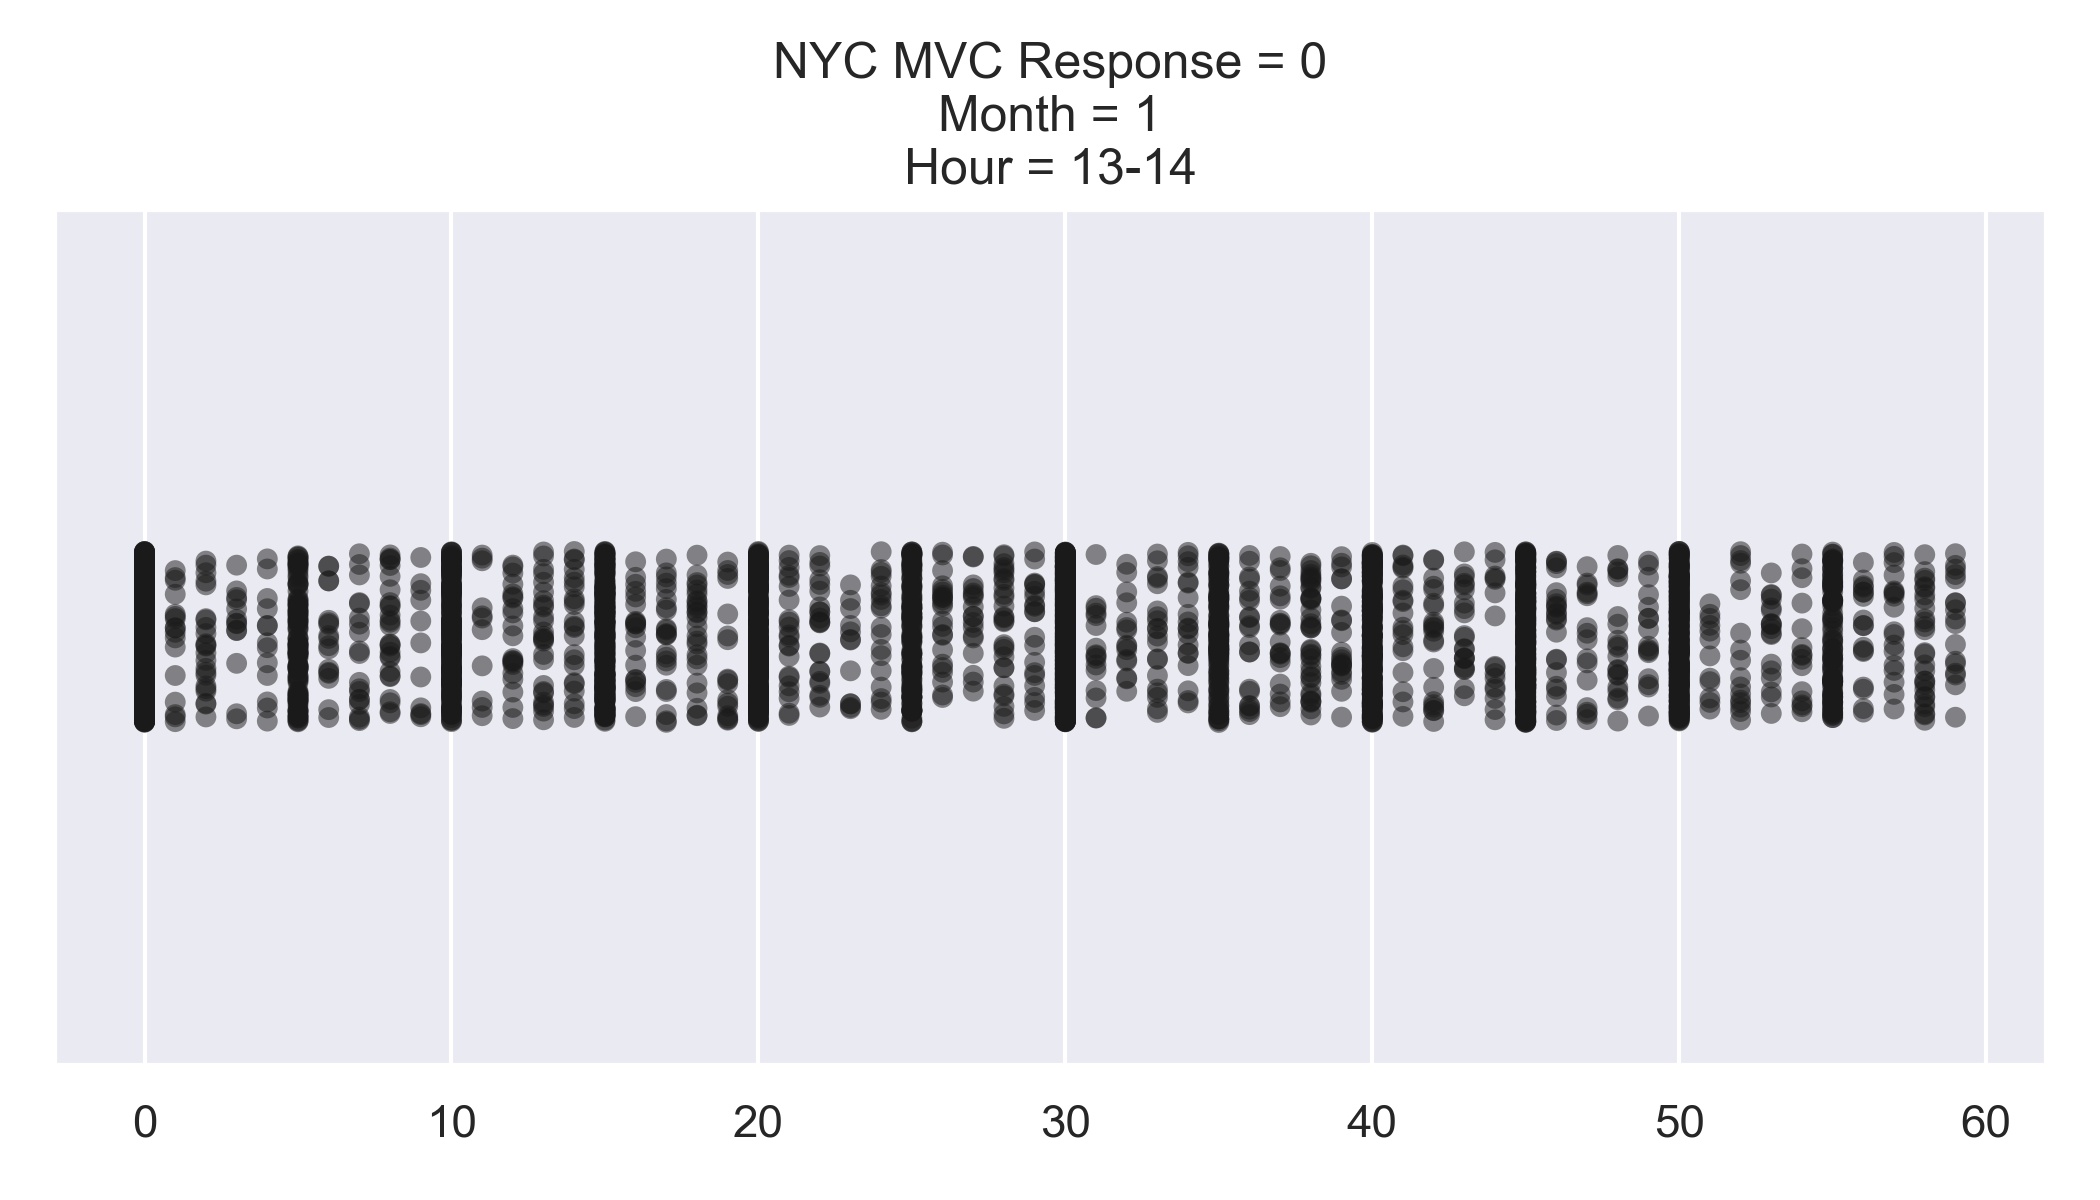 NYC MVC Response = 0
Month = 1
Hour = 13-14
0 10 20 30 40 50 60